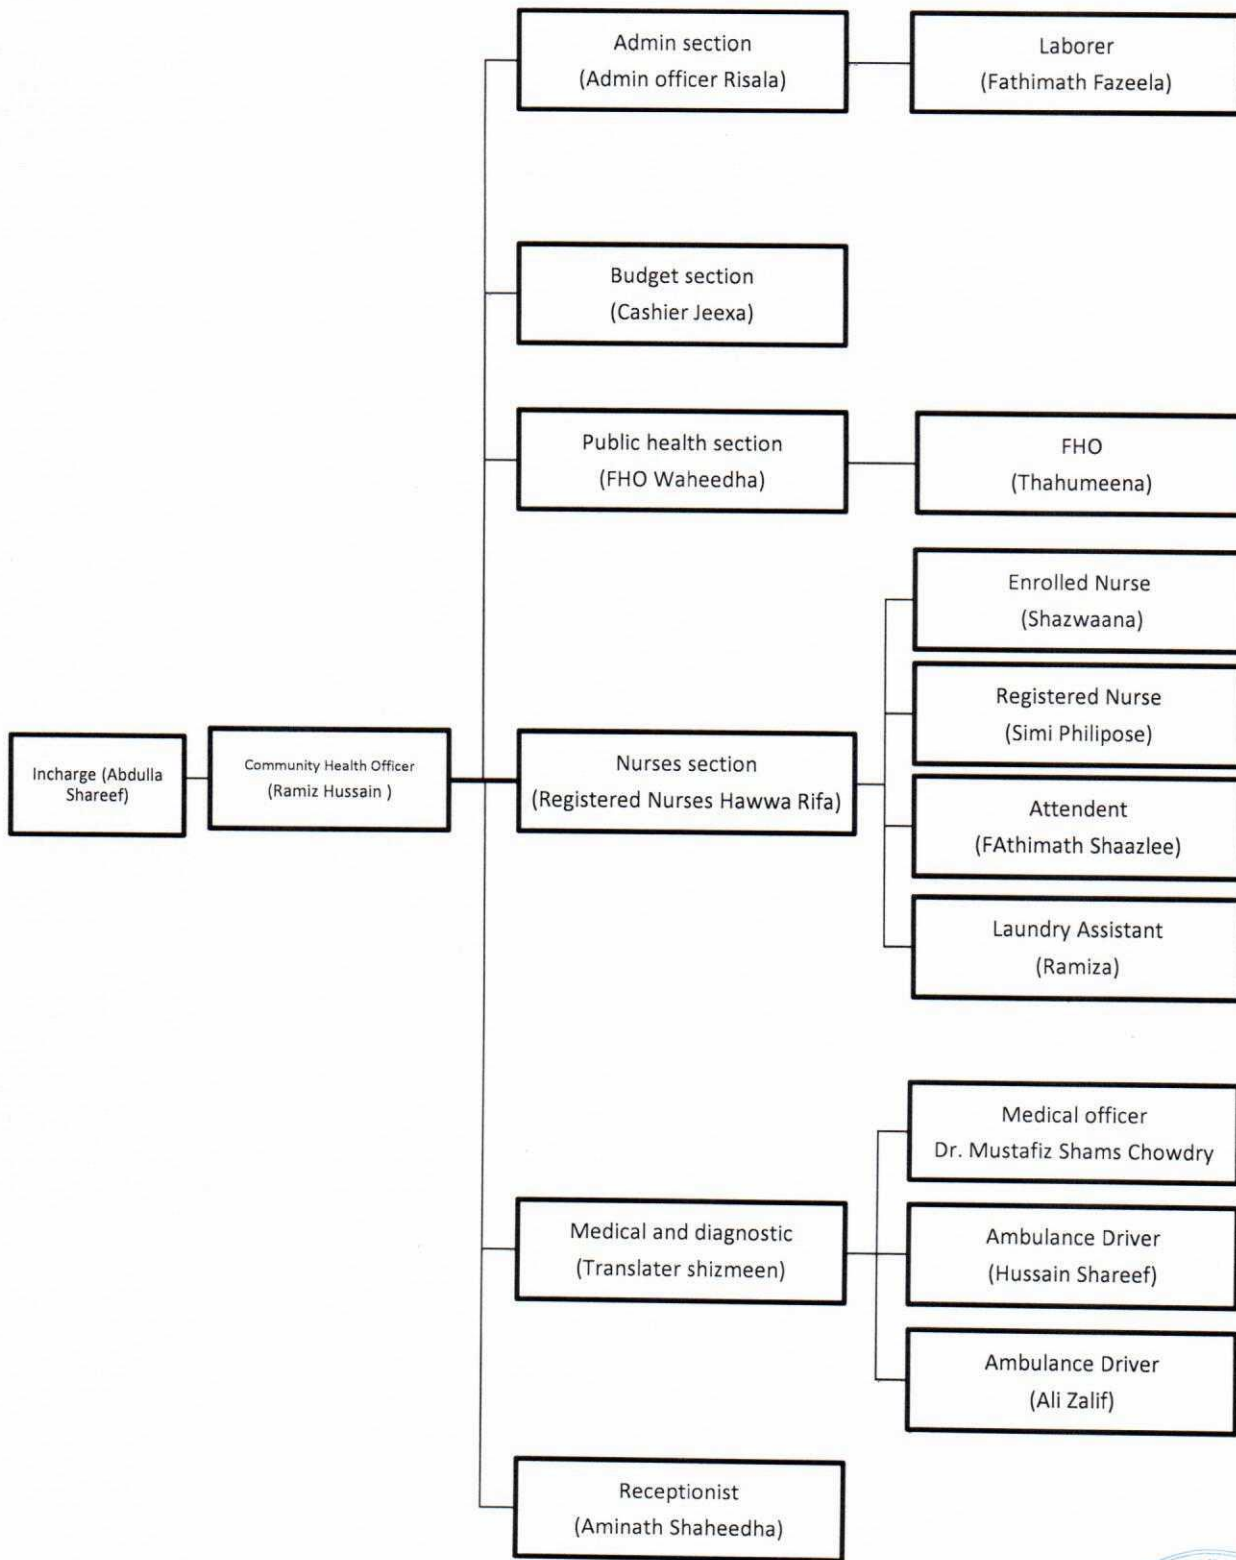 Admin section
(Admin officer Risala)
Laborer
(Fathimath Fazeela)
Budget section
(Cashier Jeexa)
Public health section
(FHO Waheedha)
FHO
(Thahumeena)
Enrolled Nurse
(Shazwaana)
Registered Nurse
(Simi Philipose)
Incharge (Abdulla
Shareef)
Community Health Officer
(Ramiz Hussain )
Nurses section
(Registered Nurses Hawwa Rifa)
Attendent
(FAthimath Shaazlee)
Laundry Assistant
(Ramiza)
Medical officer
Dr. Mustafiz Shams Chowdry
Medical and diagnostic
(Translater shizmeen)
Ambulance Driver
(Hussain Shareef)
Ambulance Driver
(Ali Zalif)
Receptionist
(Aminath Shaheedha)